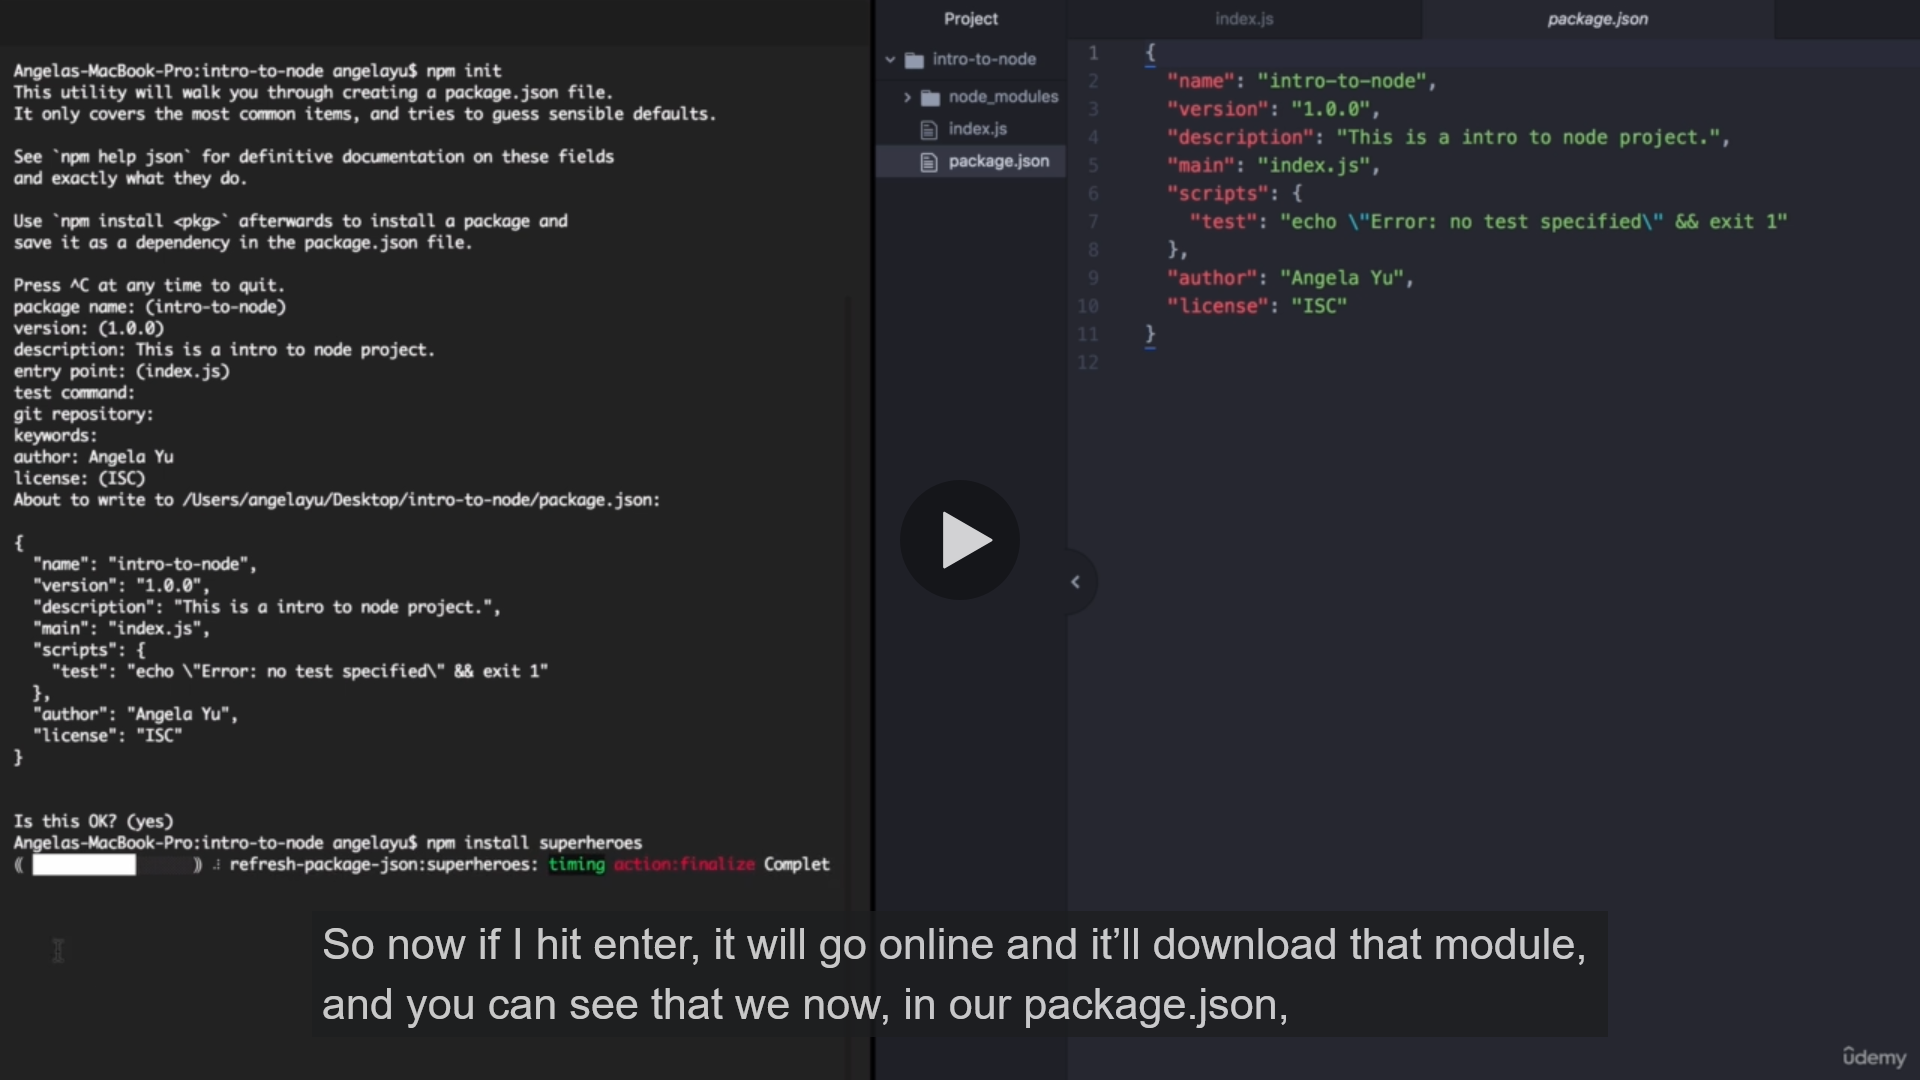 Angelas-MacBook-Pro:intro-to-node angelayu$ npm init
This utility will walk you through creating a package.json file.
It only covers the most common items, and tries to guess sensible defaults.
See `npm help json` for definitive documentation on these fields
and exactly what they do.
Use `npm install <pkg>` afterwards to install a package and
save it as a dependency in the package.json file.
Press ^C at any time to quit.
package name: (intro-to-node)
version: (1.0.0)
description: This is a intro to node project.
entry point: (index.js)
test command:
git repository:
keywords:
author: Angela Yu
license: (ISC)
About to write to /Users/angelayu/Desktop/intro-to-node/package.json:
{
"name": "intro-to-node",
"version": "1.0.0",
"description": "This is a intro to node project.",
"main": "index.js",
"scripts": {
"test": "echo \"Error: no test specified\" && exit 1"
},
"author": "Angela Yu",
"license": "ISC"
}
Is this OK? (yes)
Angelas-MacBook-Pro:intro-to-node angelayu$ npm install superheroes
refresh-package-json:superheroes: timing action:finalize Complet
Project
intro-to-node
node_modules
index.js
package.json
index.js
package.json
1 {
2 "name": "intro-to-node",
3 "version": "1.0.0",
4 "description": "This is a intro to node project.",
5 "main": "index.js",
6 "scripts": {
7 "test": "echo \"Error: no test specified\" && exit 1"
8 },
9 "author": "Angela Yu",
10 "license": "ISC"
11 }
12
So now if I hit enter, it will go online and it’ll download that module,
and you can see that we now, in our package.json,
ûdemy